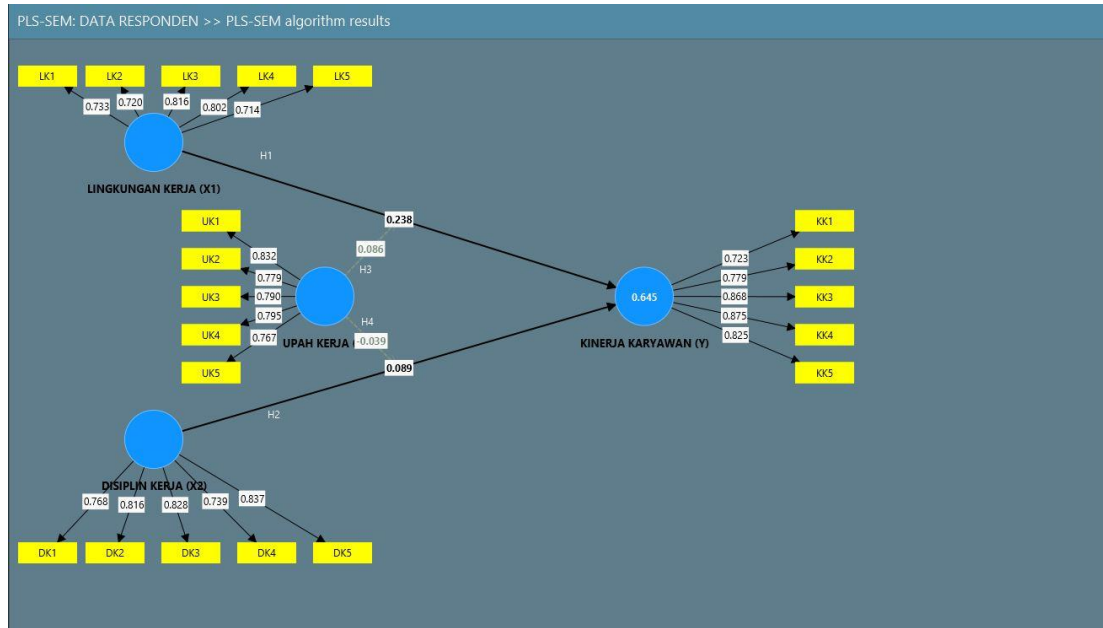 PLS-SEM: DATA RESPONDEN >> PLS-SEM algorithm results
LK1 LK2 LK3 LK4 LK5
0.733 0.720 0.816 0.802 0.714
H1
LINGKUNGAN KERJA (X1)
UK1
0.238
KK1
0.832
0.086
0.723
UK2
H3
KK2
0.779
0.779
UK3
0.790
0.645
0.868
KK3
0.795
0.875
UK4
H4
KK4
0.767
UPAH KERJA (
-0.039
KINERJA KARYAWAN (Y)
0.825
UK5
0.089
KK5
H2
DISIPLIN KERJA (X2)
0.768 0.816 0.828 0.739 0.837
DK1 DK2 DK3 DK4 DK5